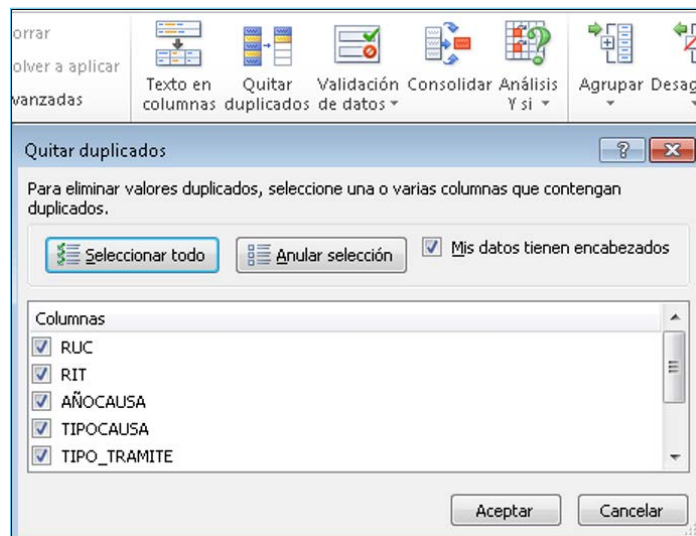 orrar
olver a aplicar
vanzadas
Texto en columnas
Quitar duplicados
Validación de datos
Consolidar
Análisis Y si
Agrupar
Desag
Quitar duplicados
Para eliminar valores duplicados, seleccione una o varias columnas que contengan
duplicados.
Seleccionar todo
Anular selección
Mis datos tienen encabezados
Columnas
RUC
RIT
AÑOCAUSA
TIPOCAUSA
TIPO_TRAMITE
Aceptar
Cancelar